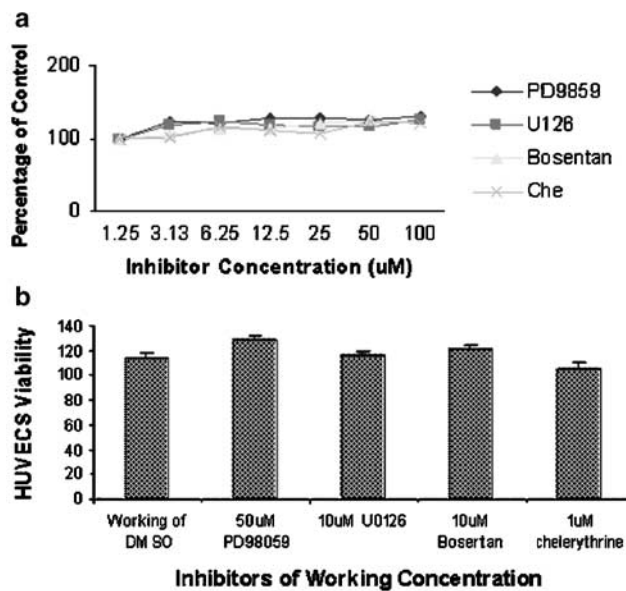 a
Percentage of Control
200
100
0
1.25 3.13 6.25 12.5 25 50 100
Inhibitor Concentration (uM)
PD9859
U126
Bosentan
Che
b
HUVECS Viability
140
120
100
80
60
40
20
0
Working of DM SO
50uM PD98059
10uM U0126
10uM Bosertan
1uM chelerythrine
Inhibitors of Working Concentration